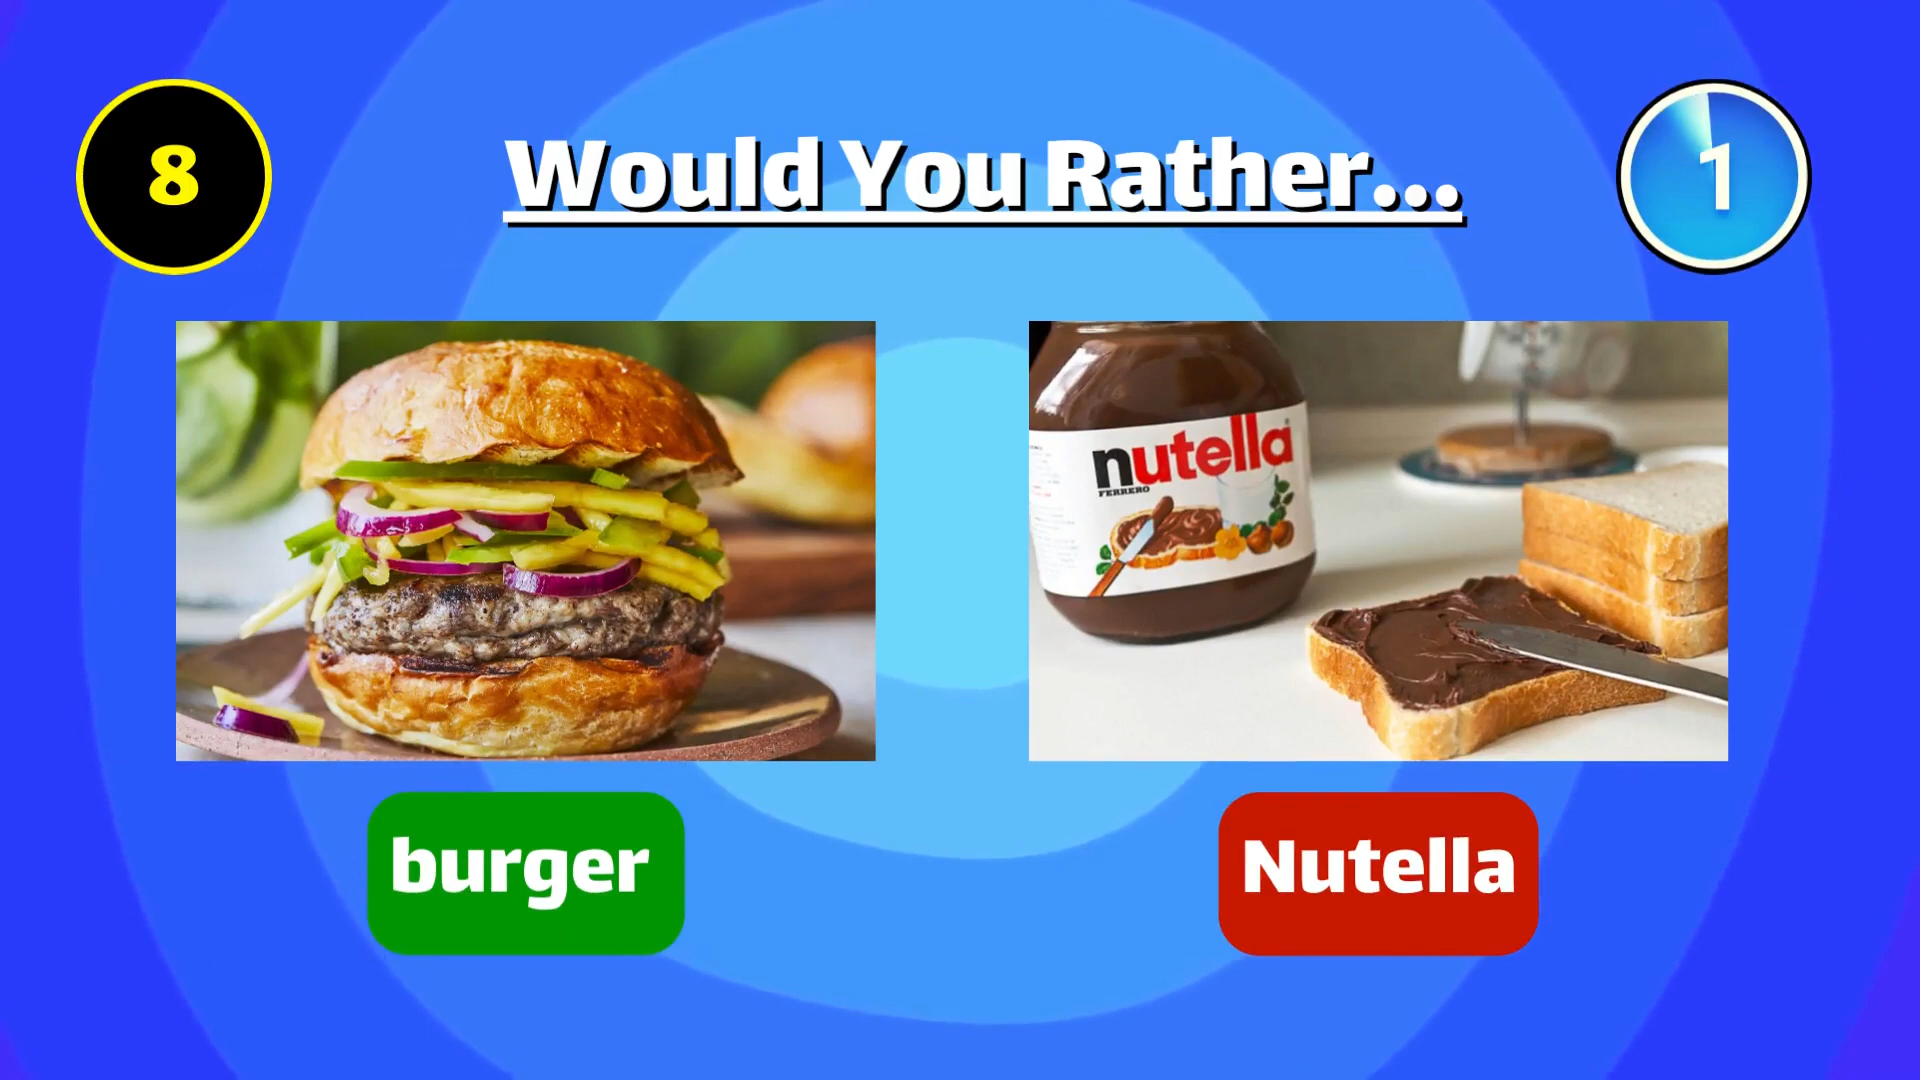 8
Would You Rather...
1
nutella
FERRERO
burger
Nutella